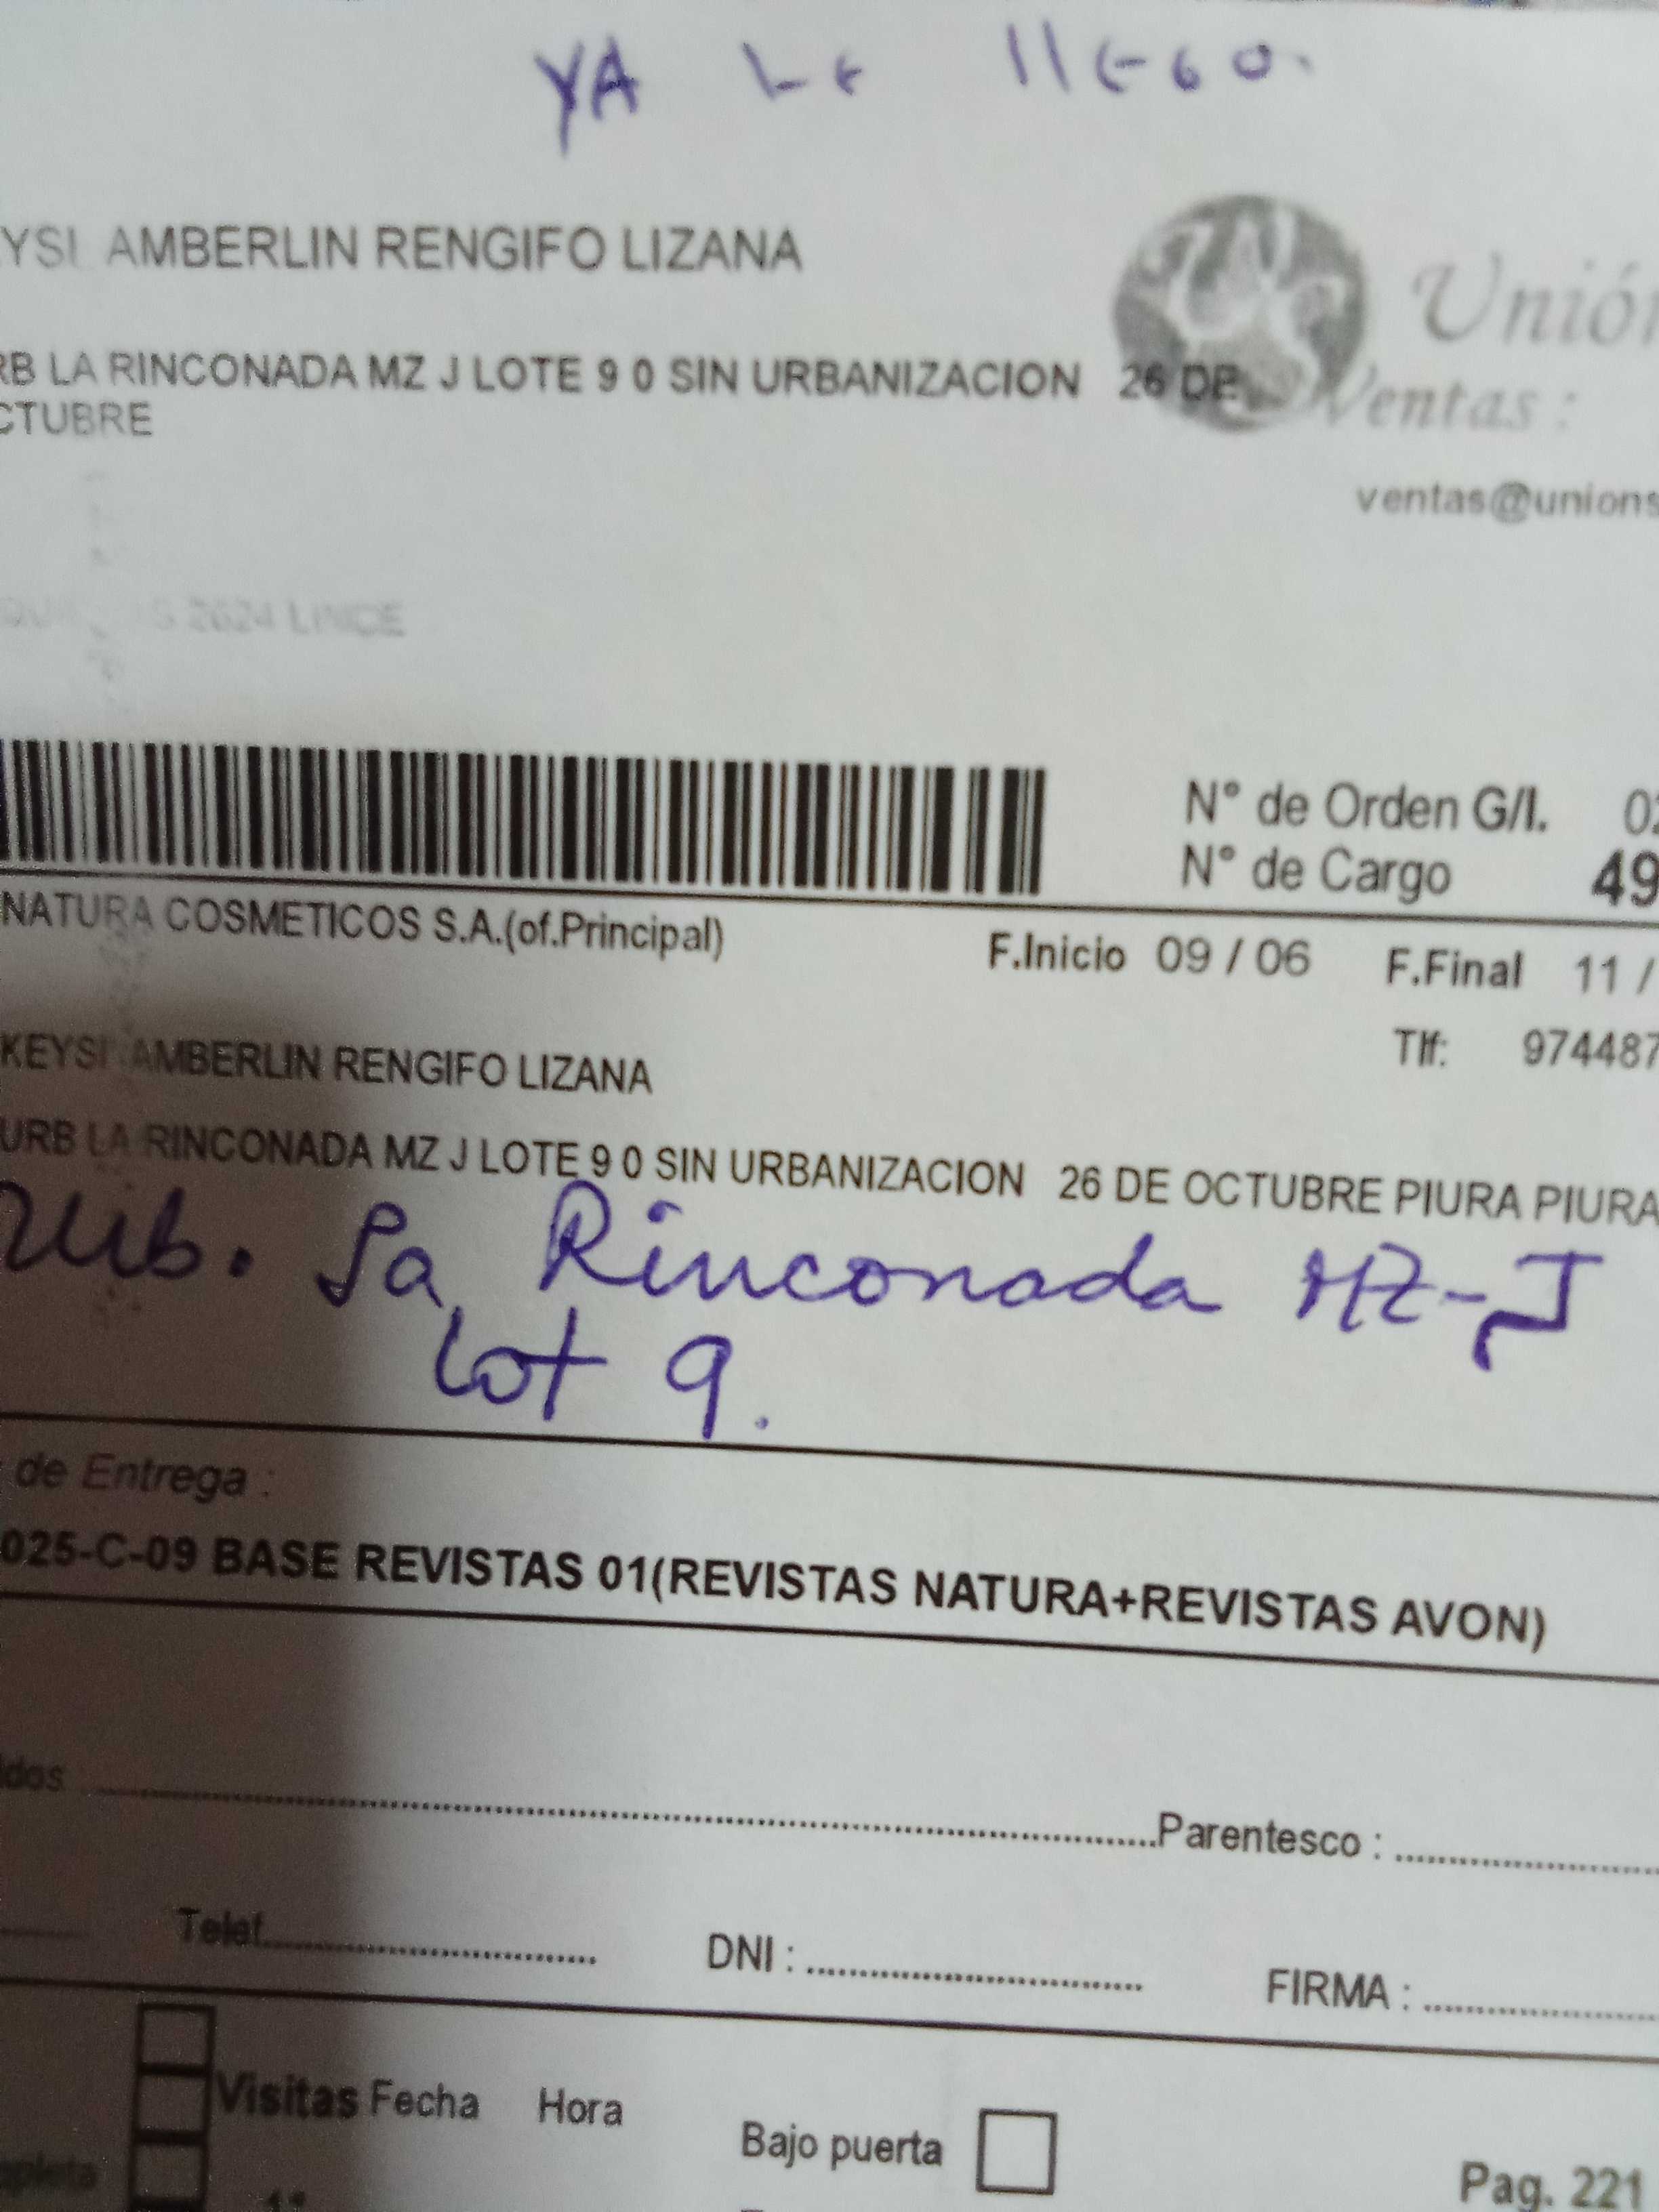 YA LE LLEGO.
YSI AMBERLIN RENGIFO LIZANA
Unión
RB LA RINCONADA MZ J LOTE 9 0 SIN URBANIZACION 26 DE
CTUBRE
Ventas :
ventas@unions
2624 LINCE
N° de Orden G/I. 02
N° de Cargo 49
NATURA COSMETICOS S.A.(of.Principal)
F.Inicio 09 / 06 F.Final 11 /
KEYSI AMBERLIN RENGIFO LIZANA
Tlf: 974487
URB LA RINCONADA MZ J LOTE 9 0 SIN URBANIZACION 26 DE OCTUBRE PIURA PIURA
Urb. La Rinconada MZ-J
Lot 9.
de Entrega :
025-C-09 BASE REVISTAS 01(REVISTAS NATURA+REVISTAS AVON)
idos Parentesco :
Telef. DNI : FIRMA :
Visitas Fecha Hora
Bajo puerta
Pag. 221